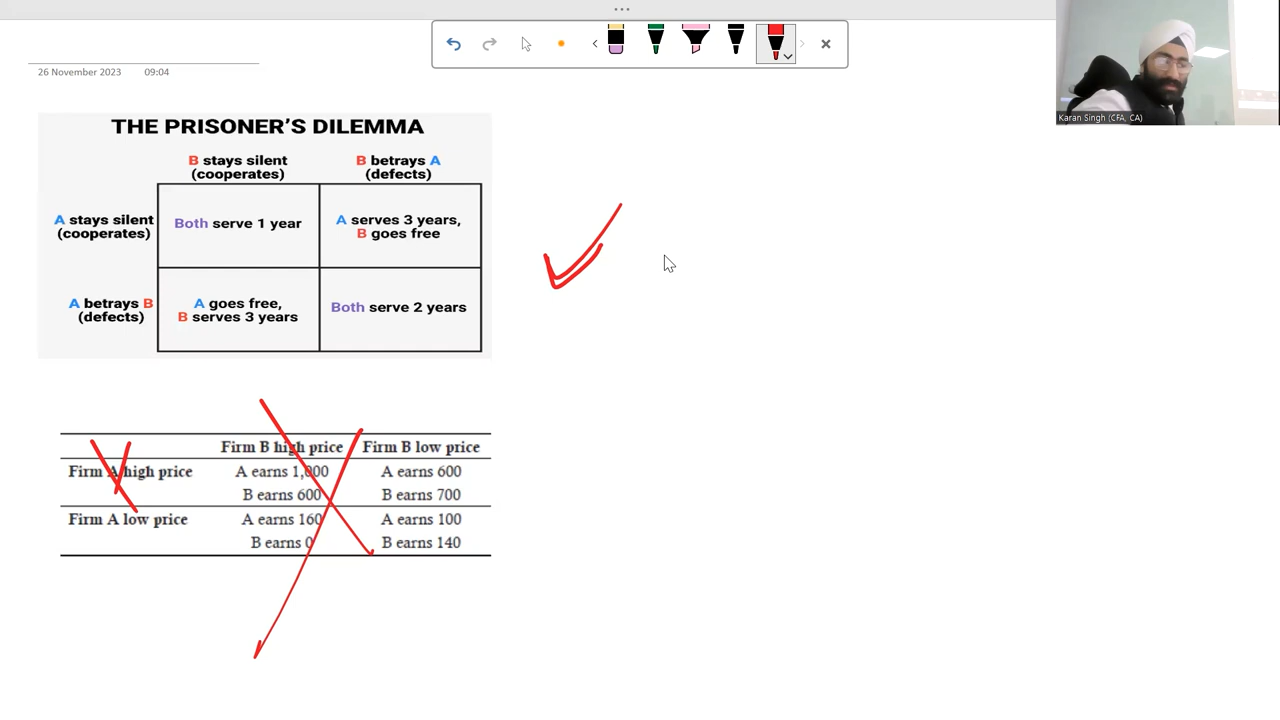 26 November 2023 09:04
Karan Singh (CFA, CA)
THE PRISONER'S DILEMMA
B stays silent
(cooperates)
B betrays A
(defects)
A stays silent
(cooperates)
Both serve 1 year
A serves 3 years,
B goes free
A betrays B
(defects)
A goes free,
B serves 3 years
Both serve 2 years
Firm B high price Firm B low price
Firm A high price A earns 1,000 A earns 600
B earns 600 B earns 700
Firm A low price A earns 160 A earns 100
B earns 0 B earns 140